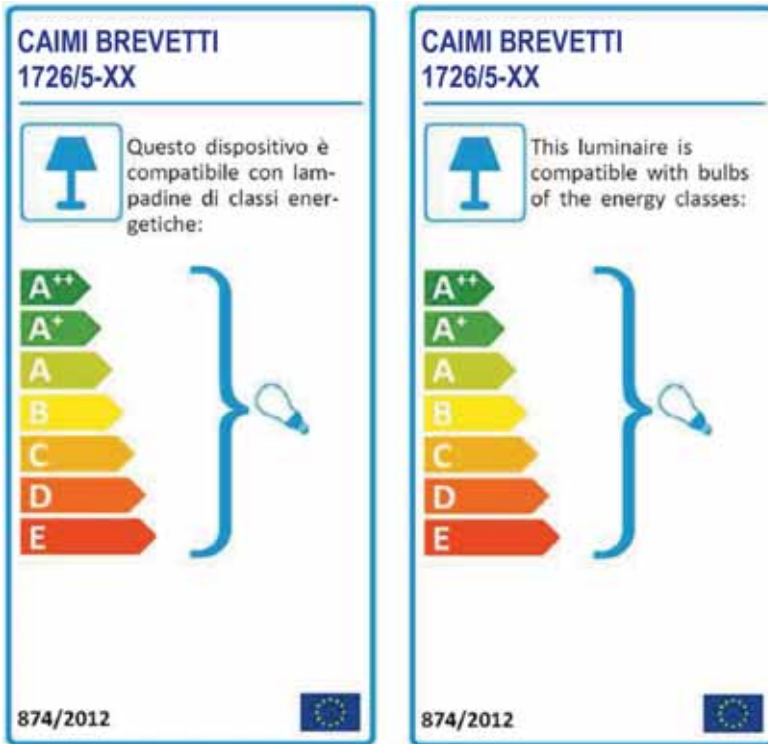 CAIMI BREVETTI
1726/5-XX
Questo dispositivo è
compatibile con lam-
padine di classi ener-
getiche:
A++
A+
A
B
C
D
E
874/2012
CAIMI BREVETTI
1726/5-XX
This luminaire is
compatible with bulbs
of the energy classes:
A++
A+
A
B
C
D
E
874/2012